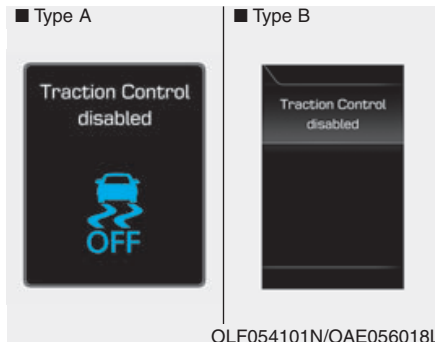 ■ Type A
■ Type B
Traction Control
disabled
OFF
Traction Control
disabled
OLF054101N/OAE056018L